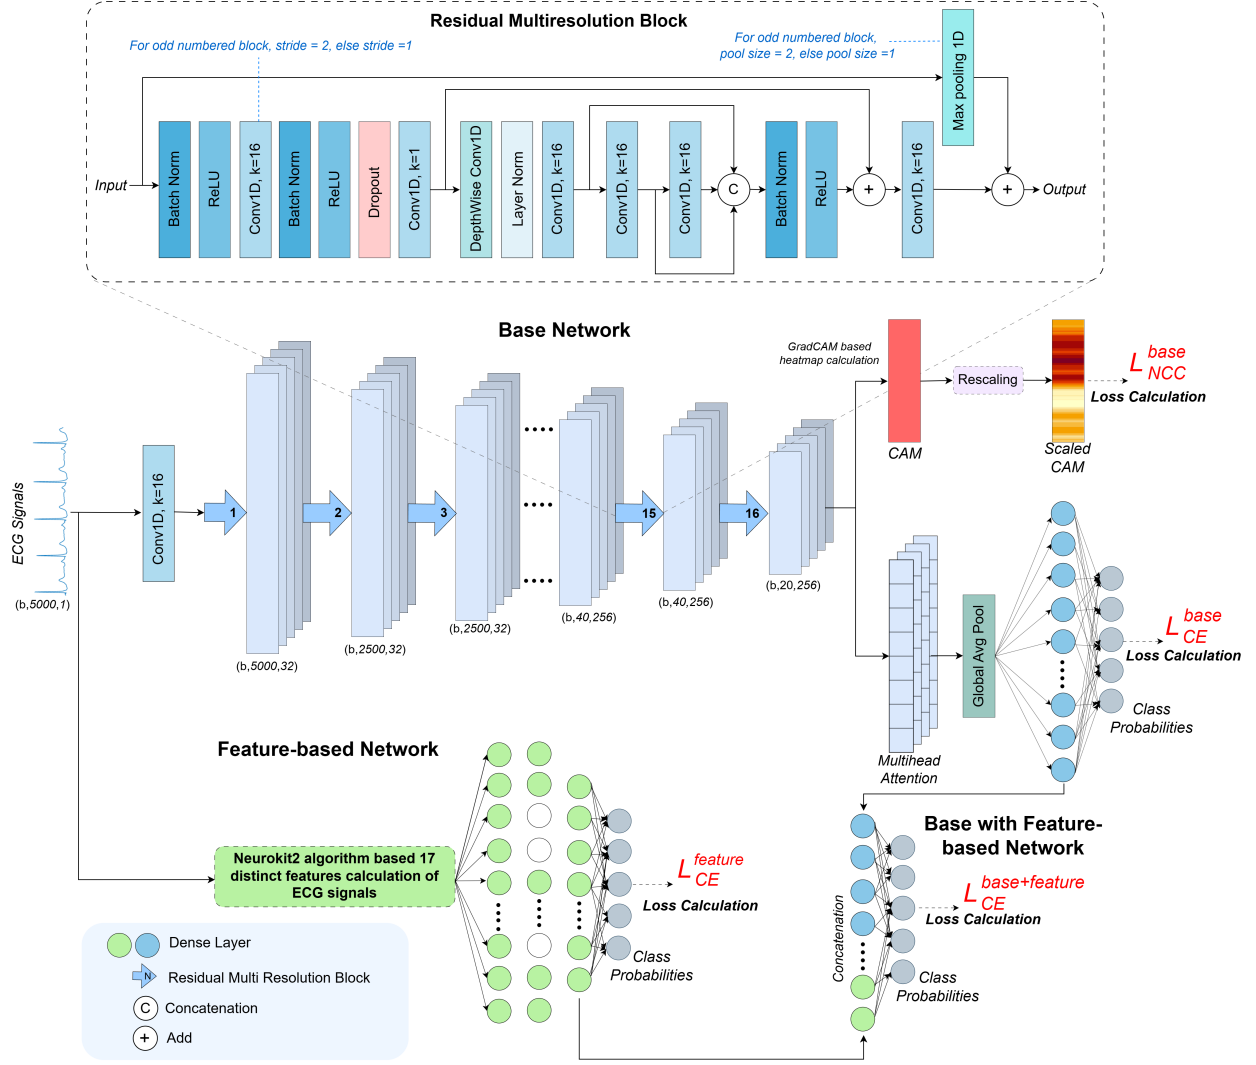 Residual Multiresolution Block
For odd numbered block, stride = 2, else stride =1
For odd numbered block,
pool size = 2, else pool size =1
Max pooling 1D
Input
Batch Norm
ReLU
Conv1D, k=16
Batch Norm
ReLU
Dropout
Conv1D, k=1
DepthWise Conv1D
Layer Norm
Conv1D, k=16
Conv1D, k=16
Conv1D, k=16
C
Batch Norm
ReLU
+
Conv1D, k=16
+
Output
Base Network
ECG Signals
(b,5000,1)
Conv1D, k=16
1
(b,5000,32)
2
(b,2500,32)
3
(b,2500,32)
(b,40,256)
15
(b,40,256)
16
(b,20,256)
GradCAM based
heatmap calculation
CAM
Rescaling
Scaled
CAM
L base NCC
Loss Calculation
Multihead
Attention
Global Avg Pool
Class
Probabilities
L base CE
Loss Calculation
Feature-based Network
Neurokit2 algorithm based 17
distinct features calculation of
ECG signals
Class
Probabilities
L feature CE
Loss Calculation
Base with Feature-
based Network
Concatenation
Class
Probabilities
L base+feature CE
Loss Calculation
Dense Layer
N
Residual Multi Resolution Block
C
Concatenation
+
Add